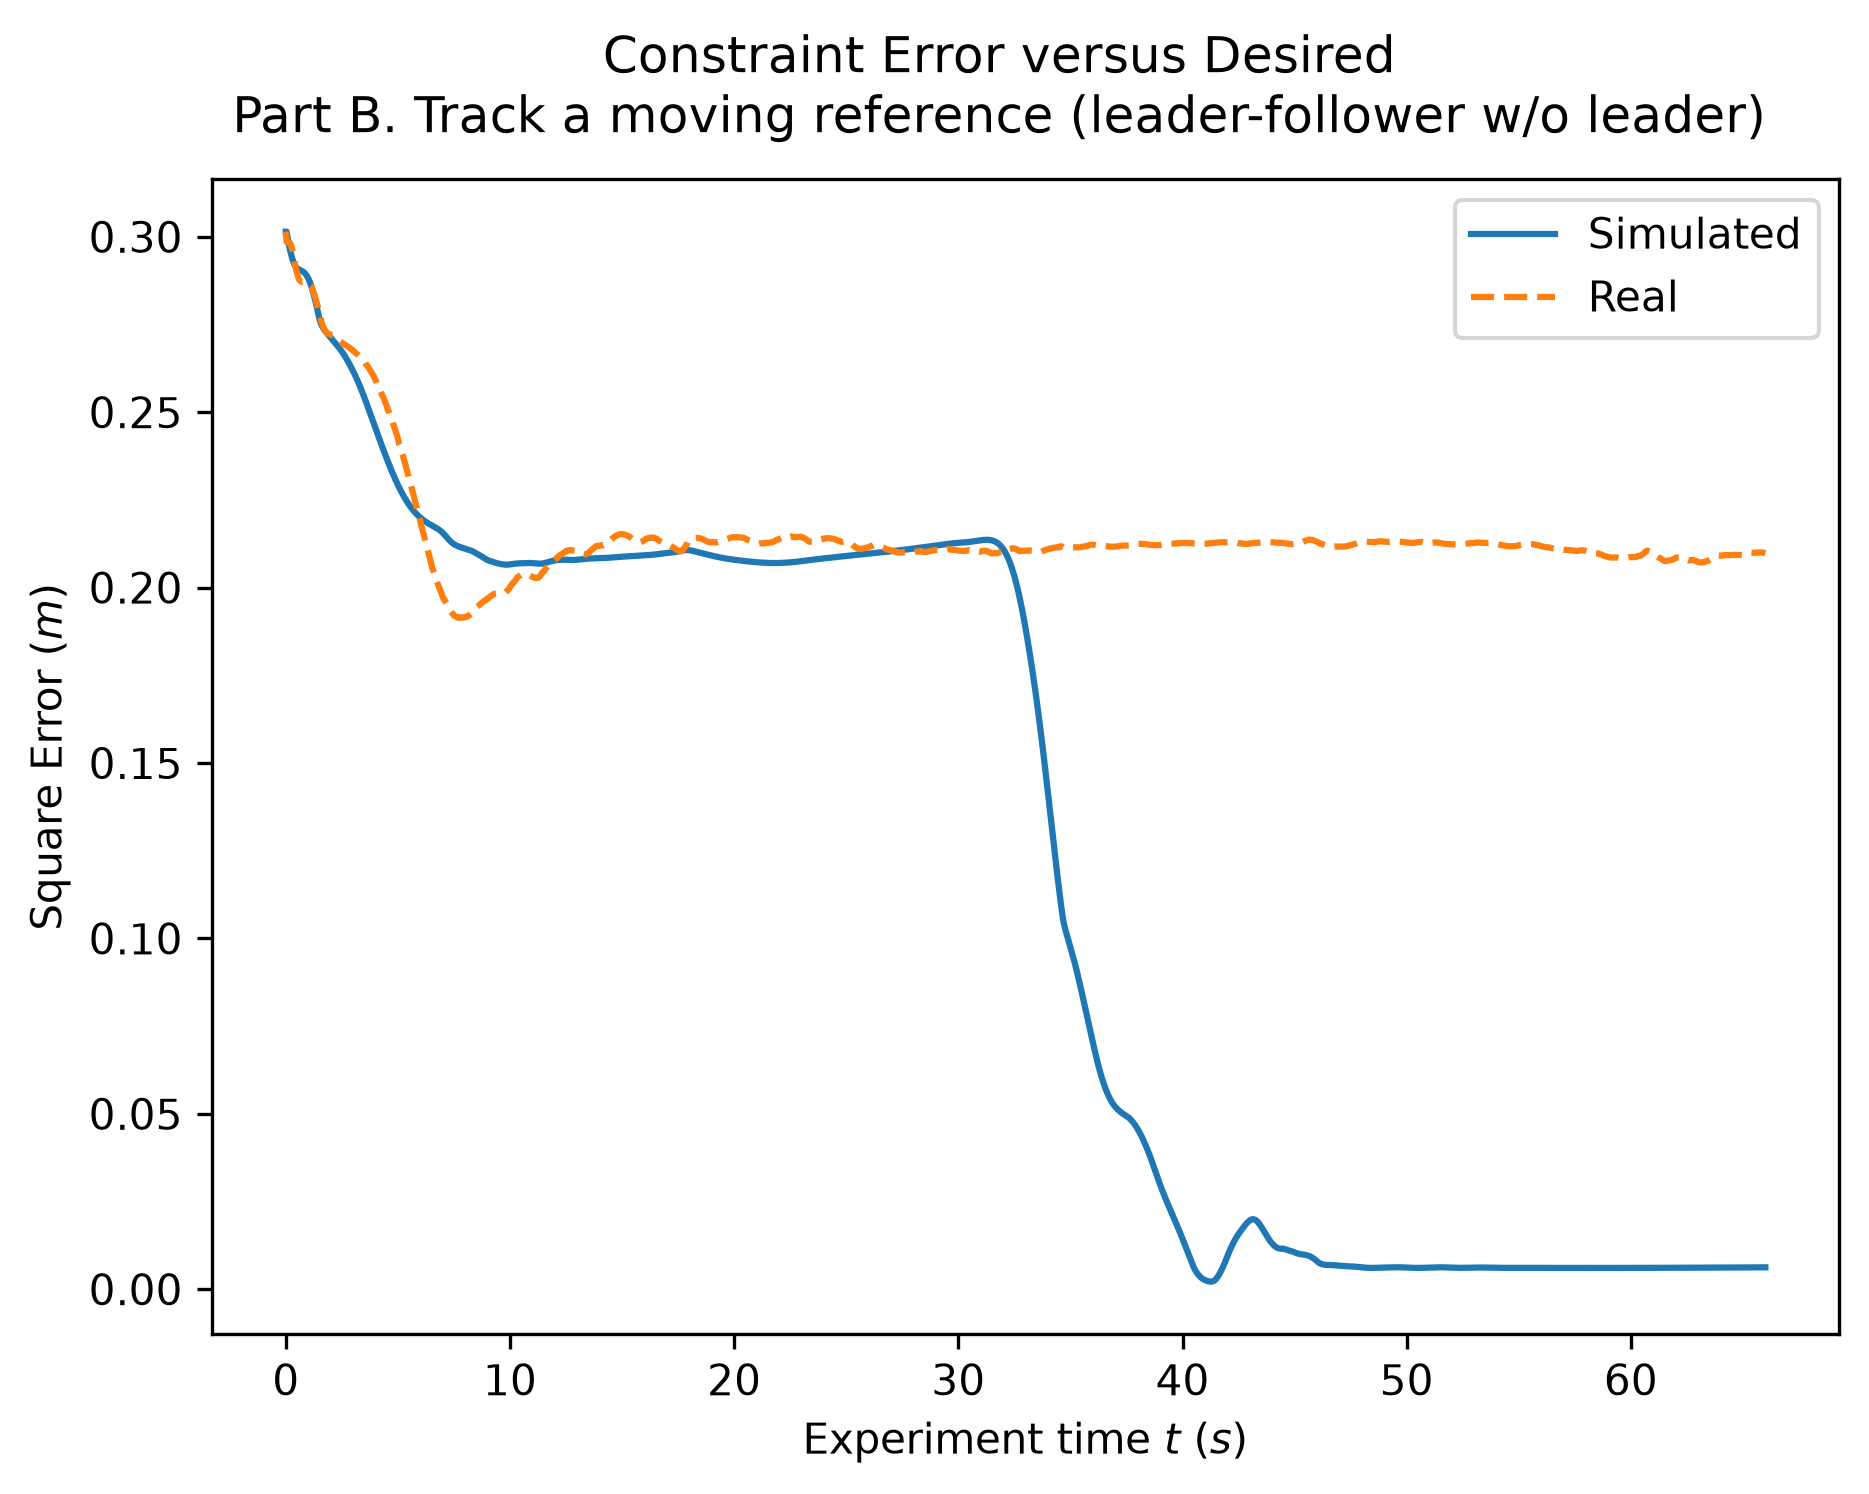 Constraint Error versus Desired
Part B. Track a moving reference (leader-follower w/o leader)
Simulated
Real
0.30
0.25
0.20
0.15
0.10
0.05
0.00
Square Error (m)
0 10 20 30 40 50 60
Experiment time t (s)